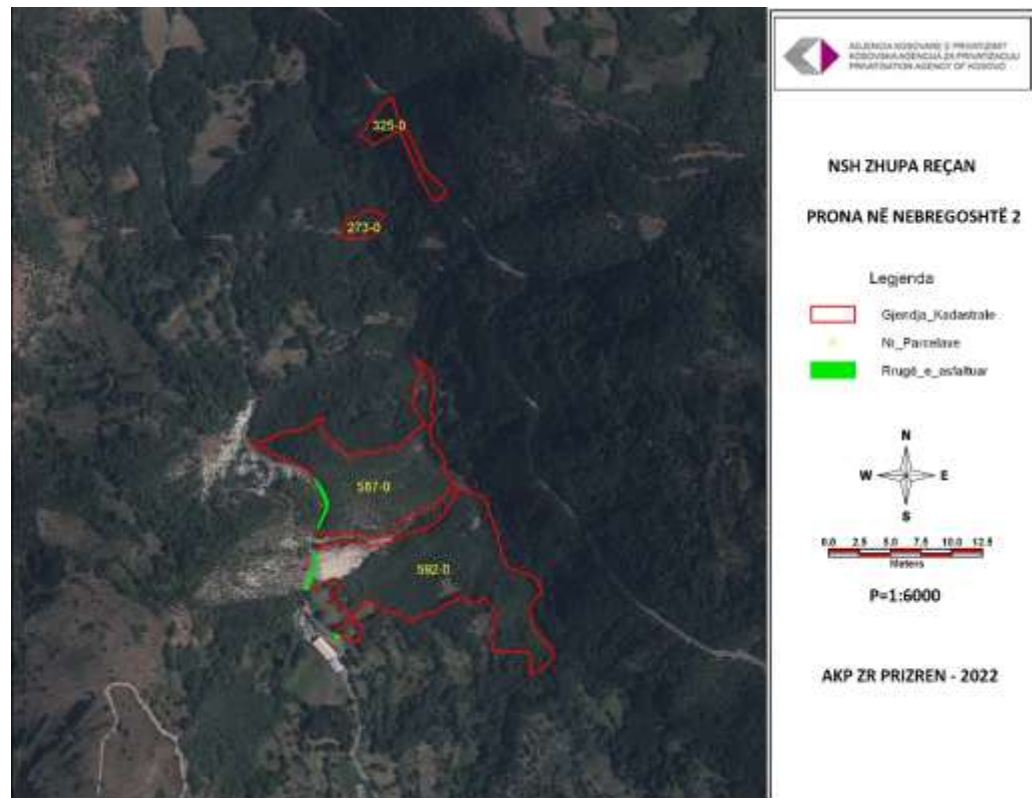 325-0
273-0
587-0
592-0
AGJENCIA KOSOVARE E PRIVATIZIMIT
KOSOVSKA AGENCIJA ZA PRIVATIZACIJU
PRIVATISATION AGENCY OF KOSOVO
NSH ZHUPA REÇAN
PRONA NË NEBREGOSHTË 2
Legjenda
Gjendja_Kadastrale
Nr_Parcelave
Rrugë_e_asfaltuar
N
W E
S
0.0 2.5 5.0 7.5 10.0 12.5
Meters
P=1:6000
AKP ZR PRIZREN - 2022